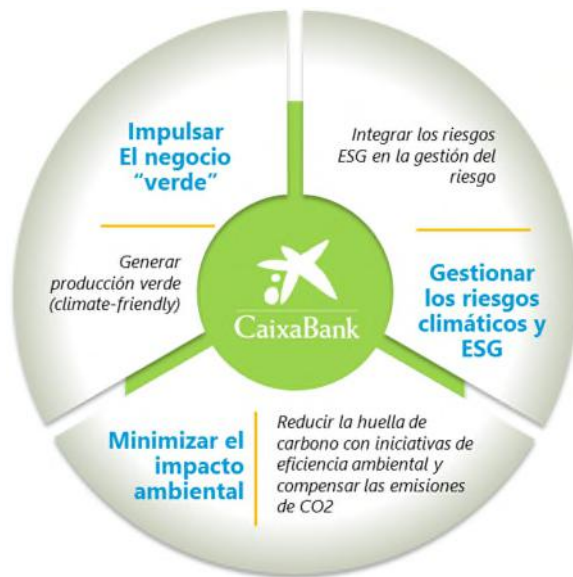 Impulsar
El negocio
“verde”
Generar
producción verde
(climate-friendly)
Integrar los riesgos
ESG en la gestión del
riesgo
Gestionar
los riesgos
climáticos y
ESG
CaixaBank
Minimizar el
impacto
ambiental
Reducir la huella de
carbono con iniciativas de
eficiencia ambiental y
compensar las emisiones
de CO2